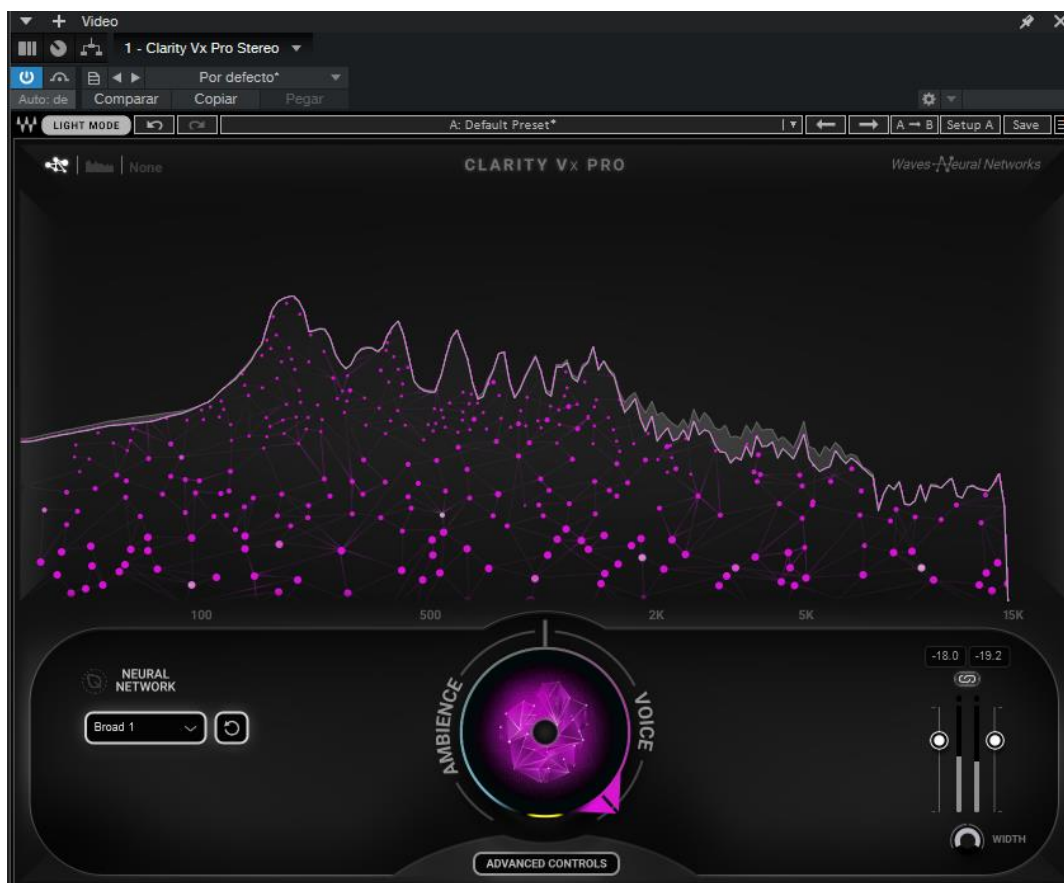 Video
1 - Clarity Vx Pro Stereo
Por defecto*
Auto: de Comparar Copiar Pegar
LIGHT MODE A: Default Preset* A → B Setup A Save
None CLARITY Vx PRO Waves Neural Networks
100 500 2K 5K 15K
NEURAL
NETWORK
Broad 1
AMBIENCE
VOICE
-18.0 -19.2
WIDTH
ADVANCED CONTROLS